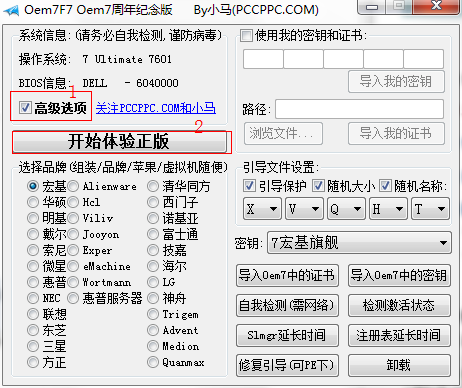 Oem7F7 Oem7周年纪念版 By小马(PCCPPC.COM)
系统信息:(请务必自我检测, 谨防病毒)
操作系统: 7 Ultimate 7601
BIOS信息: DELL - 6040000
1
高级选项 关注PCCPPC.COM和小马
2
开始体验正版
使用我的密钥和证书:
导入我的密钥
路径:
浏览文件... 导入我的证书
选择品牌(组装/品牌/苹果/虚拟机随便)
宏基 Alienware 清华同方
华硕 Hcl 西门子
明基 Viliv 诺基亚
戴尔 Jooyon 富士通
索尼 Exper 技嘉
微星 eMachine 海尔
惠普 Wortmann LG
NEC 惠普服务器 神舟
联想 Trigem
东芝 Advent
三星 Medion
方正 Quanmax
引导文件设置:
引导保护 随机大小 随机名称:
X V Q H T
密钥: 7宏基旗舰
导入Oem7中的证书 导入Oem7中的密钥
自我检测(需网络) 检测激活状态
Slmgr延长时间 注册表延长时间
修复引导(可PE下) 卸载